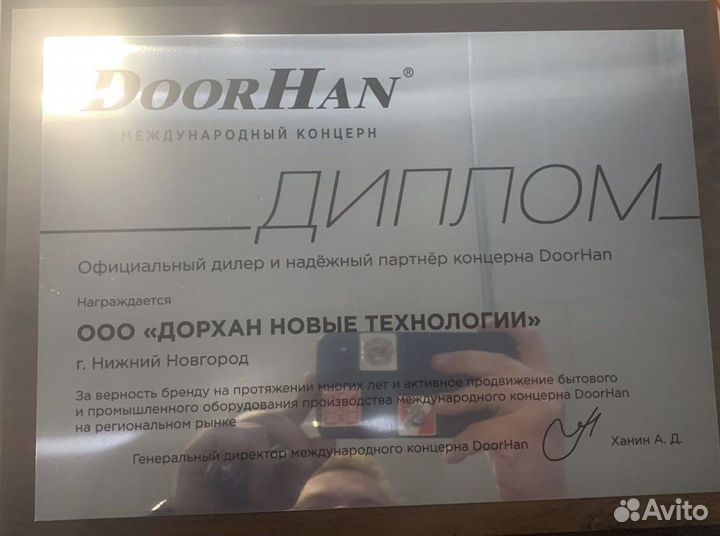 DOORHAN®
МЕЖДУНАРОДНЫЙ КОНЦЕРН
ДИПЛОМ
Официальный дилер и надёжный партнёр концерна DoorHan
Награждается
ООО «ДОРХАН НОВЫЕ ТЕХНОЛОГИИ»
г. Нижний Новгород
За верность бренду на протяжении многих лет и активное продвижение бытового
и промышленного оборудования производства международного концерна DoorHan
на региональном рынке
Генеральный директор международного концерна DoorHan Ханин А. Д.
Avito